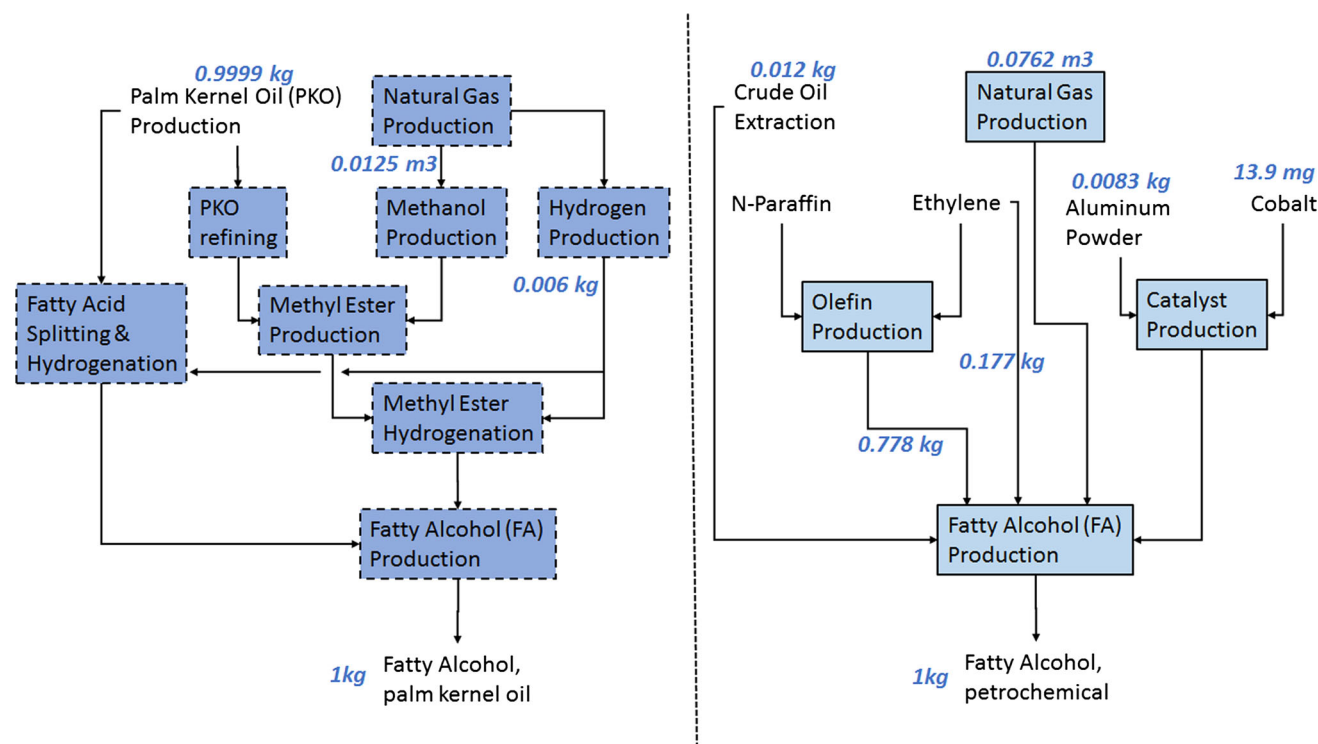 0.9999 kg
Palm Kernel Oil (PKO)
Production
Natural Gas
Production
0.0125 m3
PKO
refining
Methanol
Production
Hydrogen
Production
0.006 kg
Fatty Acid
Splitting &
Hydrogenation
Methyl Ester
Production
Methyl Ester
Hydrogenation
Fatty Alcohol (FA)
Production
1kg
Fatty Alcohol,
palm kernel oil
0.012 kg
Crude Oil
Extraction
0.0762 m3
Natural Gas
Production
N-Paraffin
Ethylene
0.0083 kg
Aluminum
Powder
13.9 mg
Cobalt
Olefin
Production
Catalyst
Production
0.177 kg
0.778 kg
Fatty Alcohol (FA)
Production
1kg
Fatty Alcohol,
petrochemical